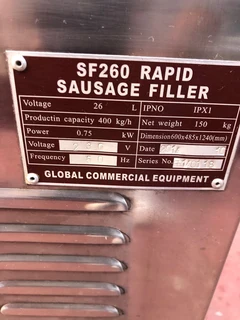 SF260 RAPID
SAUSAGE FILLER
Voltage 26 L IPNO IPX1
Productin capacity 400 kg/h Net weight 150 kg
Power 0.75 kW Dimension600x485x1240(mm)
Voltage V Date
Frequency Hz Series No.
GLOBAL COMMERCIAL EQUIPMENT